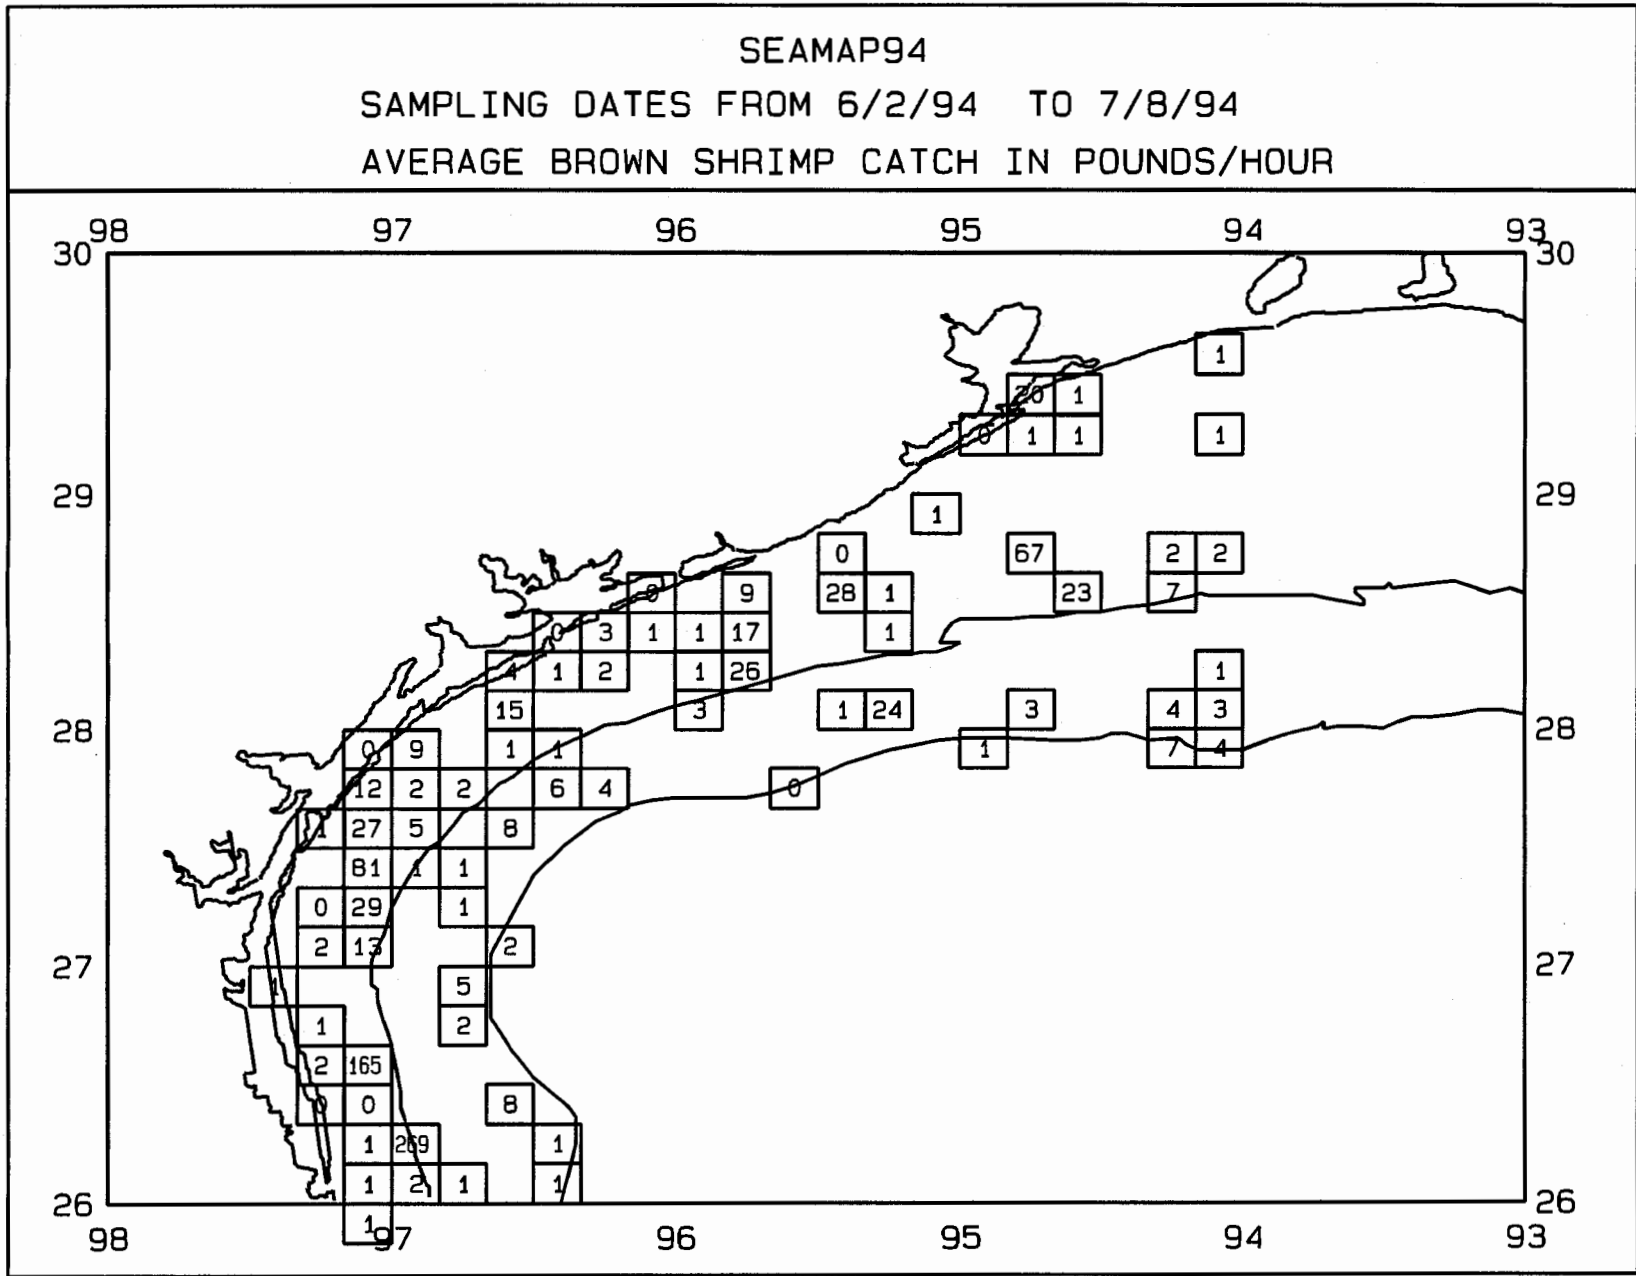 SEAMAP94
SAMPLING DATES FROM 6/2/94 TO 7/8/94
AVERAGE BROWN SHRIMP CATCH IN POUNDS/HOUR
98 97 96 95 94 93
30 30
1
20 1
0 1 1 1
29 29
1
0 67 2 2
0 9 28 1 23 7
0 3 1 1 17 1
4 1 2 1 26 1
15 3 1 24 3 4 3
28 28
0 9 1 1 1 7 4
12 2 2 6 4 0
1 27 5 8
81 1 1
0 29 1
2 13 2
27 27
1 5
1 2
2 165
0 0 8
1 269 1
1 2 1 1
26 26
1
98 97 96 95 94 93